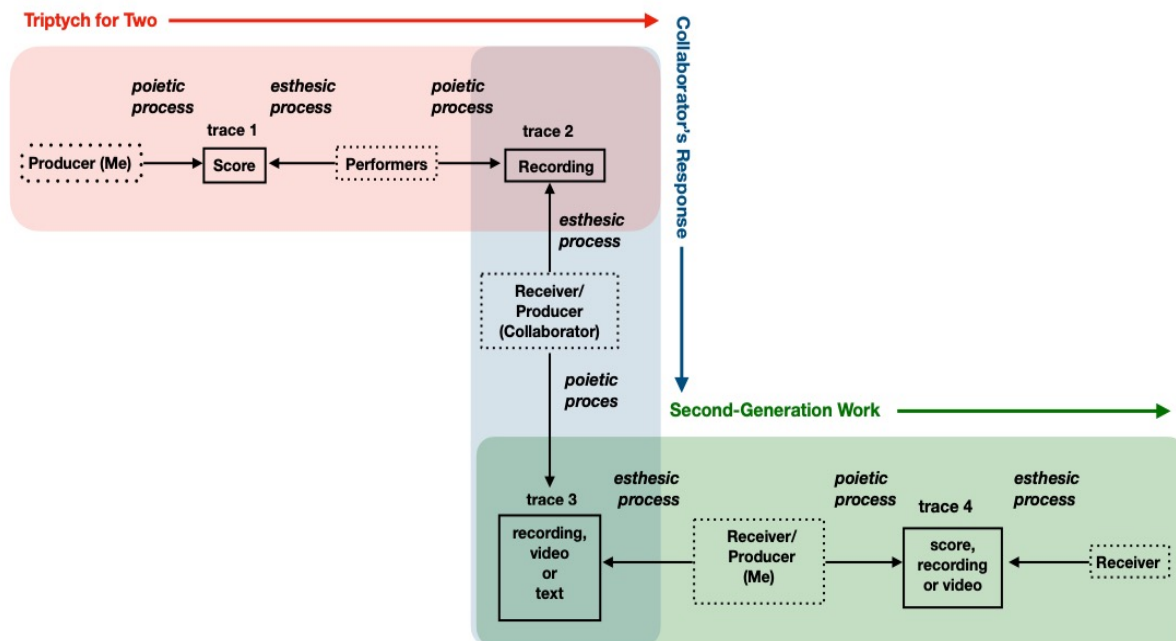 Triptych for Two
Collaborator's Response
poietic
process
esthesic
process
poietic
process
trace 1
trace 2
Producer (Me)
Score
Performers
Recording
esthesic
process
Receiver/
Producer
(Collaborator)
poietic
proces
Second-Generation Work
esthesic
process
poietic
process
esthesic
process
trace 3
trace 4
recording,
video
or
text
Receiver/
Producer
(Me)
score,
recording
or video
Receiver